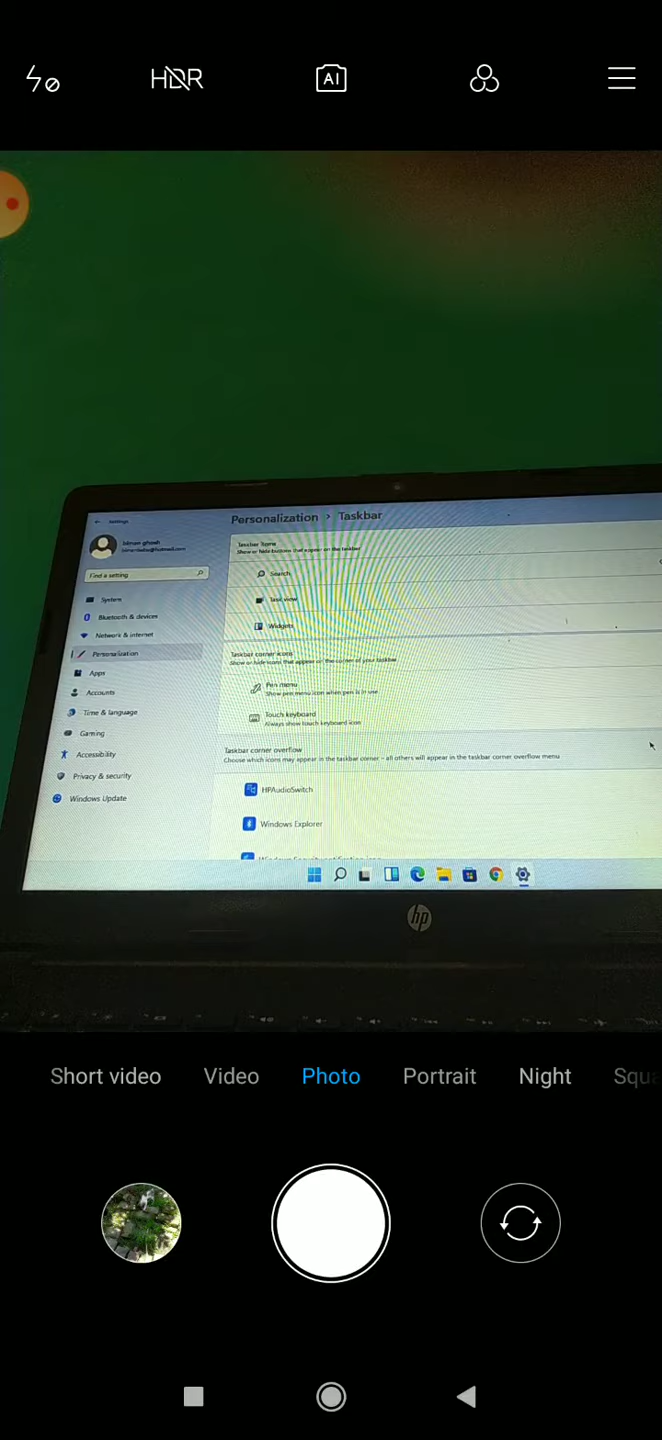 HDR
AI
Settings
Biman ghosh
Find a setting
System
Bluetooth & devices
Network & internet
Personalization
Apps
Accounts
Time & language
Gaming
Accessibility
Privacy & security
Windows Update
Personalization > Taskbar
Taskbar items
Show or hide buttons that appear on the taskbar
Search
Task view
Widgets
Taskbar corner icons
Show or hide icons that appear on the corner of your taskbar
Pen menu
Show pen menu icon when pen is in use
Touch keyboard
Always show touch keyboard icon
Taskbar corner overflow
Choose which icons may appear in the taskbar corner – all others will appear in the taskbar corner overflow menu
HPAudioSwitch
Windows Explorer
hp
Short video Video Photo Portrait Night Squa